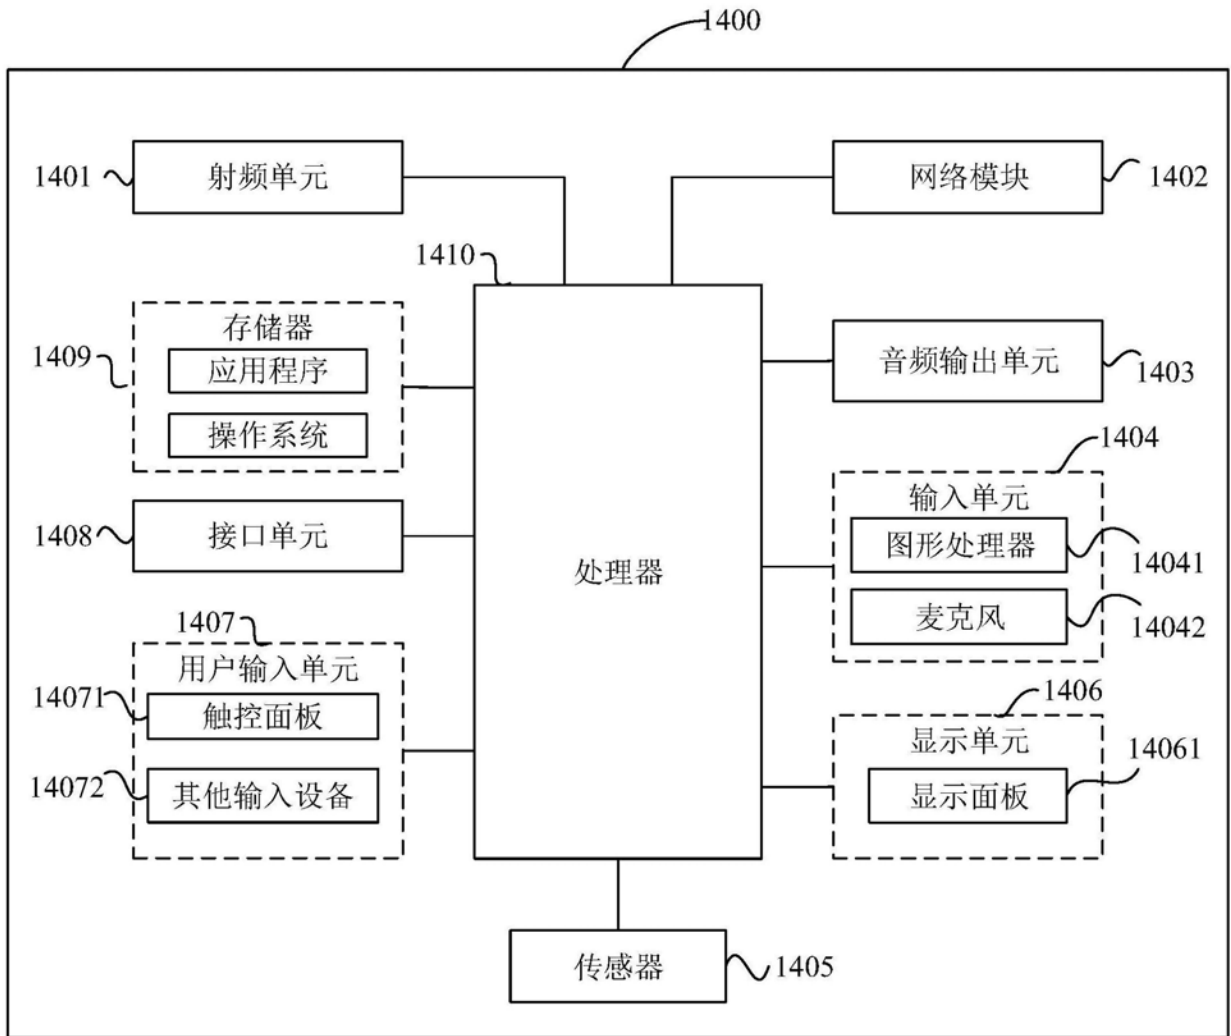 1400
1401
射频单元
网络模块
1402
1410
存储器
1409
应用程序
操作系统
音频输出单元
1403
1404
输入单元
图形处理器
14041
麦克风
14042
1408
接口单元
处理器
1407
用户输入单元
14071
触控面板
14072
其他输入设备
1406
显示单元
14061
显示面板
传感器
1405